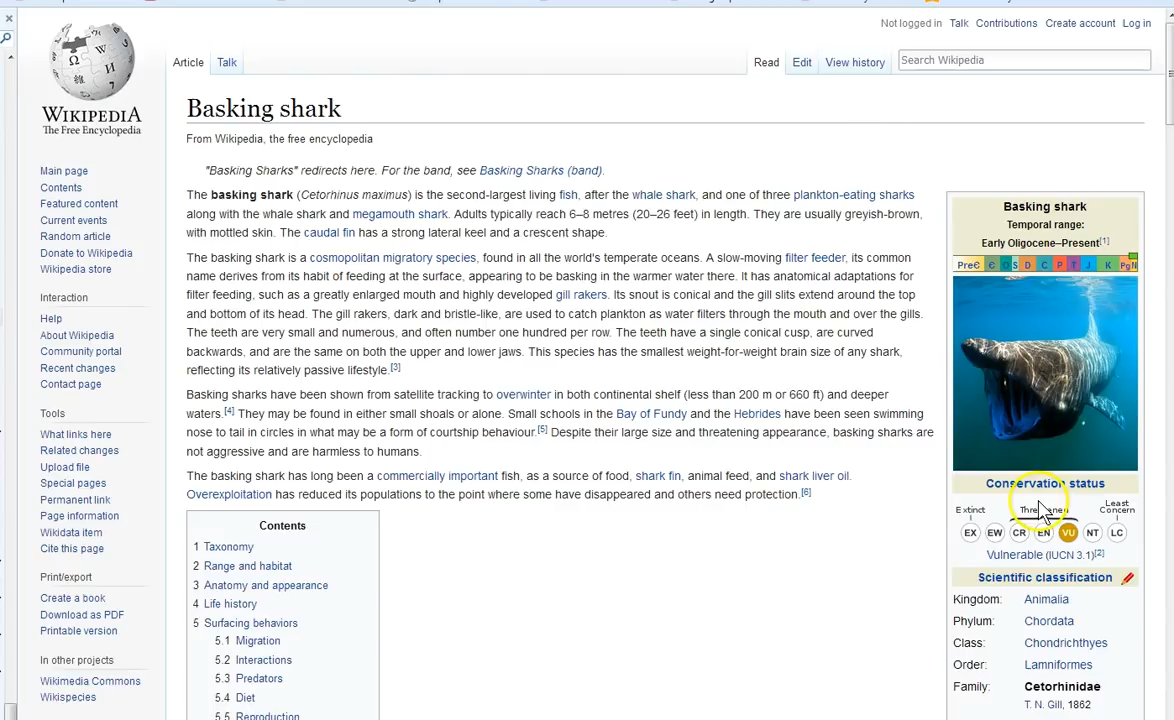 Not logged in Talk Contributions Create account Log in
Article Talk Read Edit View history Search Wikipedia
WIKIPEDIA
The Free Encyclopedia
Main page
Contents
Featured content
Current events
Random article
Donate to Wikipedia
Wikipedia store
Interaction
Help
About Wikipedia
Community portal
Recent changes
Contact page
Tools
What links here
Related changes
Upload file
Special pages
Permanent link
Page information
Wikidata item
Cite this page
Print/export
Create a book
Download as PDF
Printable version
In other projects
Wikimedia Commons
Wikispecies
Basking shark
From Wikipedia, the free encyclopedia
"Basking Sharks" redirects here. For the band, see Basking Sharks (band).
The basking shark (Cetorhinus maximus) is the second-largest living fish, after the whale shark, and one of three plankton-eating sharks
along with the whale shark and megamouth shark. Adults typically reach 6–8 metres (20–26 feet) in length. They are usually greyish-brown,
with mottled skin. The caudal fin has a strong lateral keel and a crescent shape.
The basking shark is a cosmopolitan migratory species, found in all the world's temperate oceans. A slow-moving filter feeder, its common
name derives from its habit of feeding at the surface, appearing to be basking in the warmer water there. It has anatomical adaptations for
filter feeding, such as a greatly enlarged mouth and highly developed gill rakers. Its snout is conical and the gill slits extend around the top
and bottom of its head. The gill rakers, dark and bristle-like, are used to catch plankton as water filters through the mouth and over the gills.
The teeth are very small and numerous, and often number one hundred per row. The teeth have a single conical cusp, are curved
backwards, and are the same on both the upper and lower jaws. This species has the smallest weight-for-weight brain size of any shark,
reflecting its relatively passive lifestyle.[3]
Basking sharks have been shown from satellite tracking to overwinter in both continental shelf (less than 200 m or 660 ft) and deeper
waters.[4] They may be found in either small shoals or alone. Small schools in the Bay of Fundy and the Hebrides have been seen swimming
nose to tail in circles in what may be a form of courtship behaviour.[5] Despite their large size and threatening appearance, basking sharks are
not aggressive and are harmless to humans.
The basking shark has long been a commercially important fish, as a source of food, shark fin, animal feed, and shark liver oil.
Overexploitation has reduced its populations to the point where some have disappeared and others need protection.[6]
Contents
1 Taxonomy
2 Range and habitat
3 Anatomy and appearance
4 Life history
5 Surfacing behaviors
5.1 Migration
5.2 Interactions
5.3 Predators
5.4 Diet
5.5 Reproduction
Basking shark
Temporal range:
Early Oligocene–Present[1]
PreЄ Є O S D C P T J K Pg N
Conservation status
Extinct Threatened Least Concern
EX EW CR EN VU NT LC
Vulnerable (IUCN 3.1)[2]
Scientific classification
Kingdom: Animalia
Phylum: Chordata
Class: Chondrichthyes
Order: Lamniformes
Family: Cetorhinidae
T. N. Gill, 1862